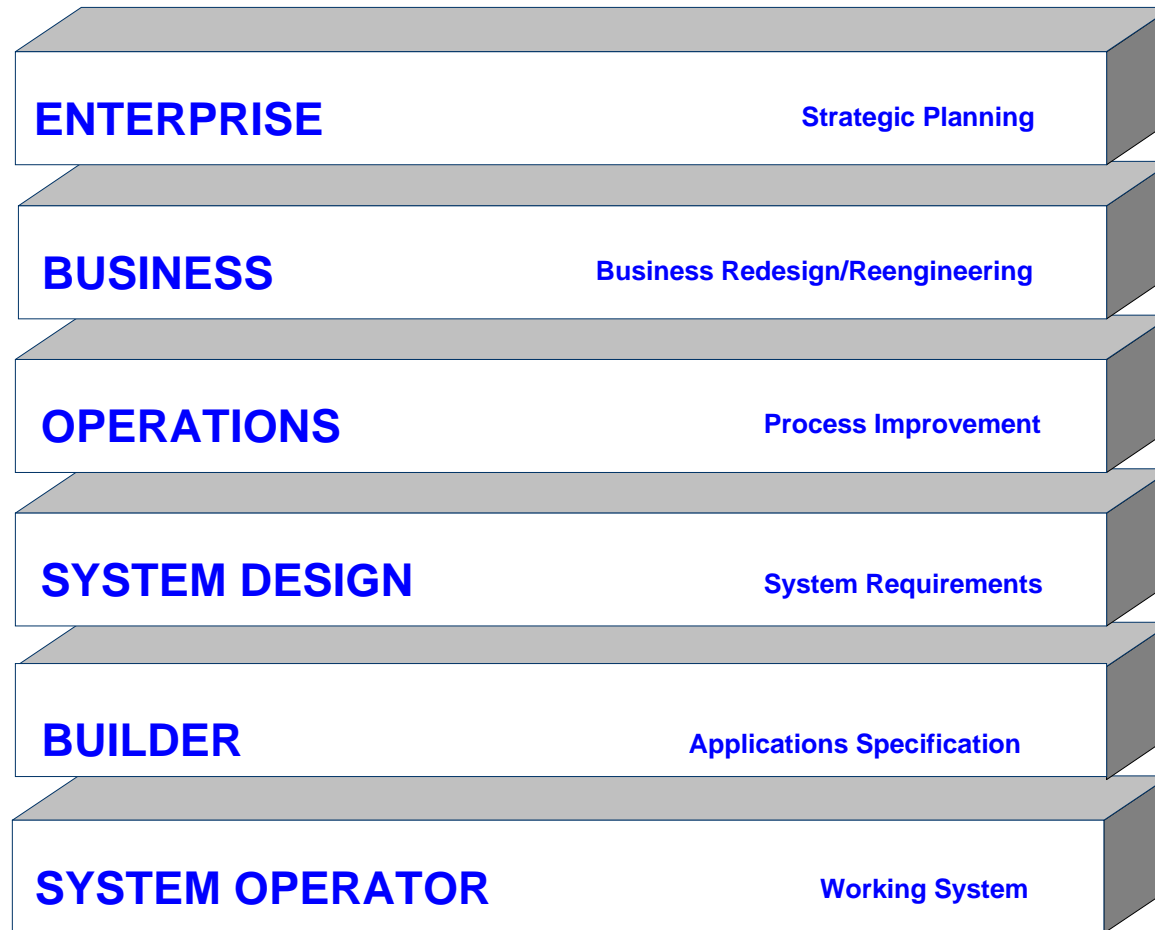 ENTERPRISE Strategic Planning
BUSINESS Business Redesign/Reengineering
OPERATIONS Process Improvement
SYSTEM DESIGN System Requirements
BUILDER Applications Specification
SYSTEM OPERATOR Working System